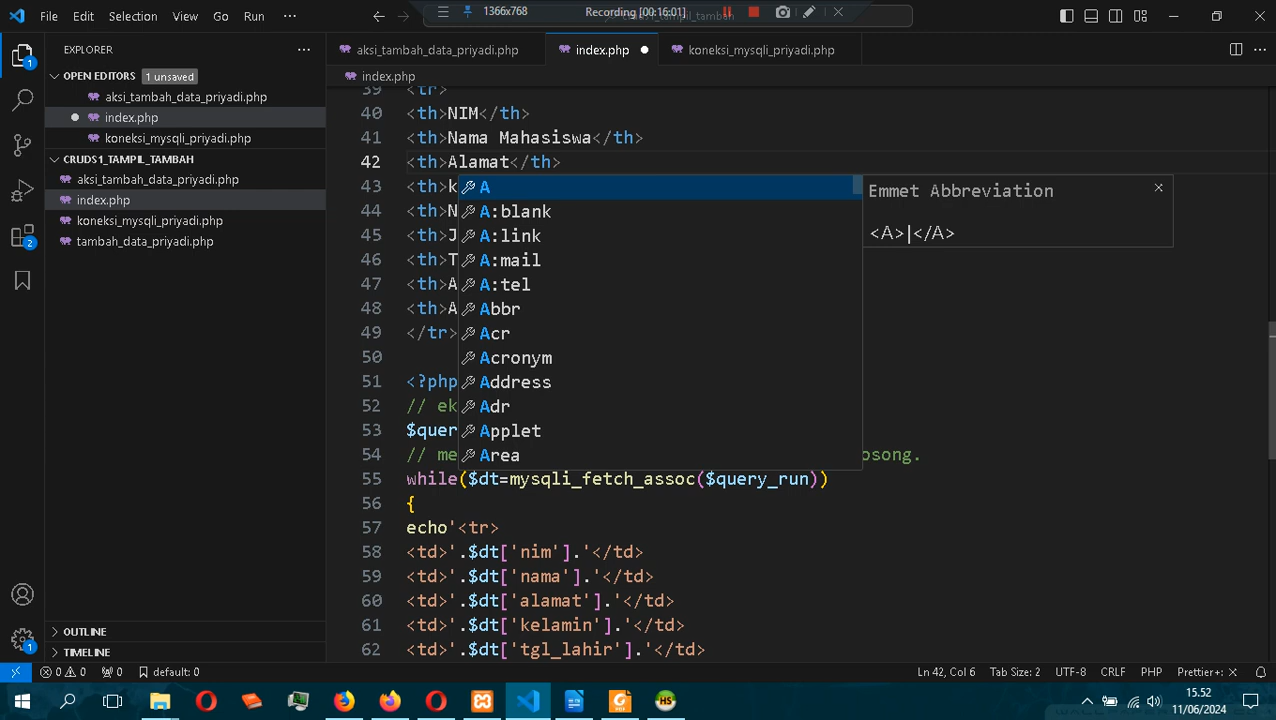 File Edit Selection View Go Run ···
1366x768
Recording [00:16:01]
EXPLORER
OPEN EDITORS 1 unsaved
aksi_tambah_data_priyadi.php
index.php
koneksi_mysqli_priyadi.php
CRUDS1_TAMPIL_TAMBAH
aksi_tambah_data_priyadi.php
index.php
koneksi_mysqli_priyadi.php
tambah_data_priyadi.php
OUTLINE
TIMELINE
1
2
1
aksi_tambah_data_priyadi.php index.php koneksi_mysqli_priyadi.php
index.php
39 <tr>
40 <th>NIM</th>
41 <th>Nama Mahasiswa</th>
42 <th>Alamat</th>
43 <th>k
44 <th>N
45 <th>J
46 <th>T
47 <th>A
48 <th>A
49 </tr>
50
51 <?php
52 // ek
53 $quer
54 // me osong.
55 while($dt=mysqli_fetch_assoc($query_run))
56 {
57 echo'<tr>
58 <td>'.$dt['nim'].'</td>
59 <td>'.$dt['nama'].'</td>
60 <td>'.$dt['alamat'].'</td>
61 <td>'.$dt['kelamin'].'</td>
62 <td>'.$dt['tgl_lahir'].'</td>
A
A:blank
A:link
A:mail
A:tel
Abbr
Acr
Acronym
Address
Adr
Applet
Area
Emmet Abbreviation
<A>|</A>
0 0 0 default: 0 Ln 42, Col 6 Tab Size: 2 UTF-8 CRLF PHP Prettier+:
15.52
11/06/2024